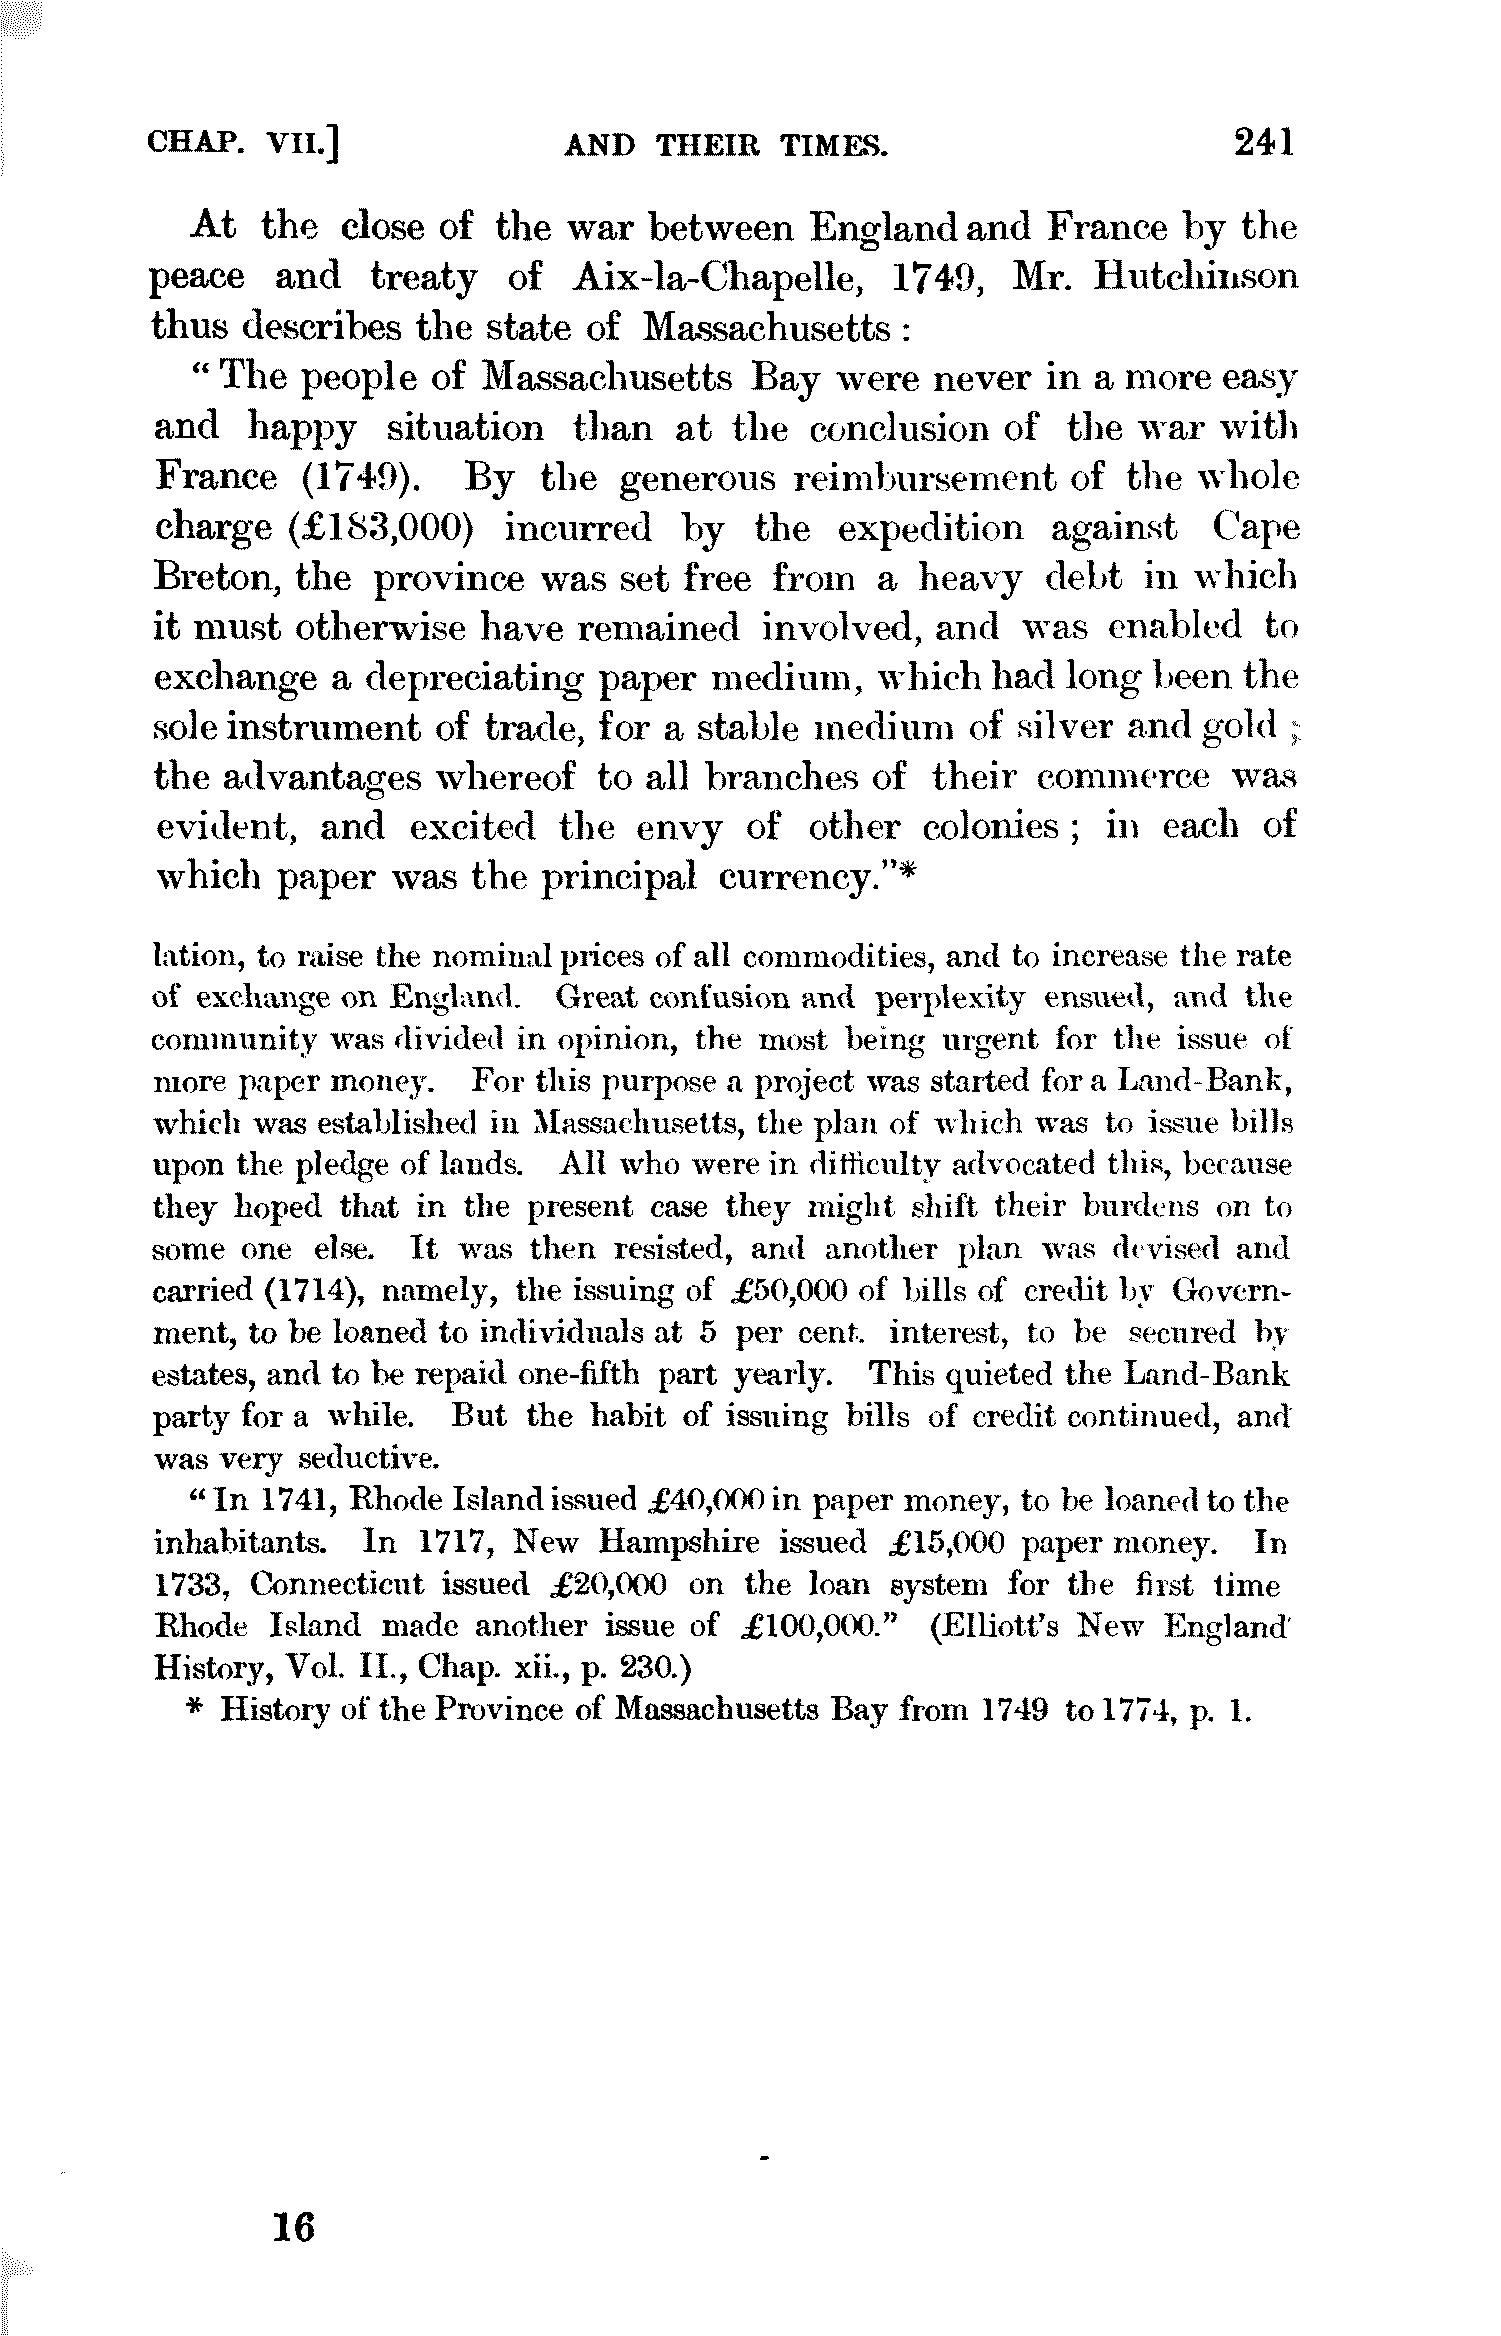 CHAP. VII.] AND THEIR TIMES. 241
At the close of the war between England and France by the
peace and treaty of Aix-la-Chapelle, 1749, Mr. Hutchinson
thus describes the state of Massachusetts :
“ The people of Massachusetts Bay were never in a more easy
and happy situation than at the conclusion of the war with
France (1749). By the generous reimbursement of the whole
charge (£183,000) incurred by the expedition against Cape
Breton, the province was set free from a heavy debt in which
it must otherwise have remained involved, and was enabled to
exchange a depreciating paper medium, which had long been the
sole instrument of trade, for a stable medium of silver and gold ;
the advantages whereof to all branches of their commerce was
evident, and excited the envy of other colonies ; in each of
which paper was the principal currency.”*
lation, to raise the nominal prices of all commodities, and to increase the rate
of exchange on England. Great confusion and perplexity ensued, and the
community was divided in opinion, the most being urgent for the issue of
more paper money. For this purpose a project was started for a Land-Bank,
which was established in Massachusetts, the plan of which was to issue bills
upon the pledge of lands. All who were in difficulty advocated this, because
they hoped that in the present case they might shift their burdens on to
some one else. It was then resisted, and another plan was devised and
carried (1714), namely, the issuing of £50,000 of bills of credit by Govern-
ment, to be loaned to individuals at 5 per cent. interest, to be secured by
estates, and to be repaid one-fifth part yearly. This quieted the Land-Bank
party for a while. But the habit of issuing bills of credit continued, and
was very seductive.
“ In 1741, Rhode Island issued £40,000 in paper money, to be loaned to the
inhabitants. In 1717, New Hampshire issued £15,000 paper money. In
1733, Connecticut issued £20,000 on the loan system for the first time
Rhode Island made another issue of £100,000.” (Elliott's New England
History, Vol. II., Chap. xii., p. 230.)
* History of the Province of Massachusetts Bay from 1749 to 1774, p. 1.
16